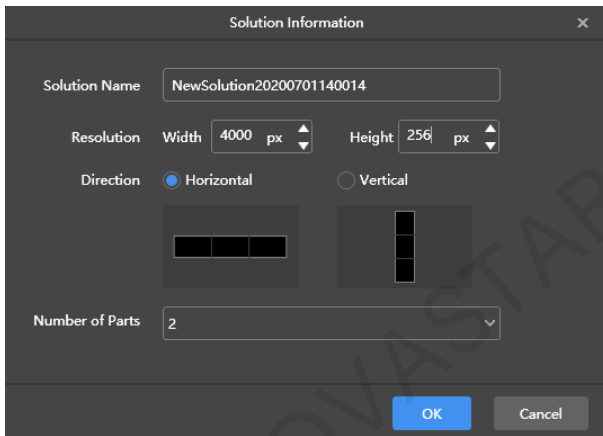 Solution Information
Solution Name NewSolution20200701140014
Resolution Width 4000 px Height 256 px
Direction Horizontal Vertical
Number of Parts 2
OK Cancel